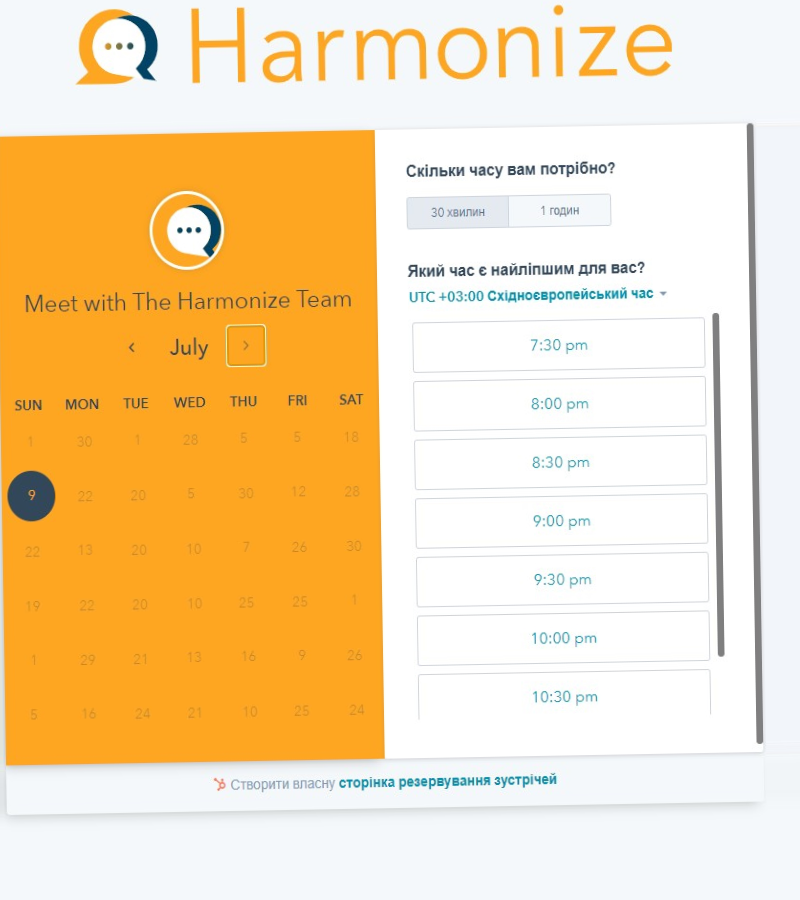 Harmonize
Meet with The Harmonize Team
July
SUN MON TUE WED THU FRI SAT
1 30 1 28 5 5 18
9 22 20 5 30 12 28
22 13 20 10 7 26 30
19 22 20 10 25 25 1
1 29 21 13 16 9 26
5 16 24 21 10 25 24
Скільки часу вам потрібно?
30 хвилин 1 годин
Який час є найліпшим для вас?
UTC +03:00 Східноєвропейський час
7:30 pm
8:00 pm
8:30 pm
9:00 pm
9:30 pm
10:00 pm
10:30 pm
Створити власну сторінка резервування зустрічей